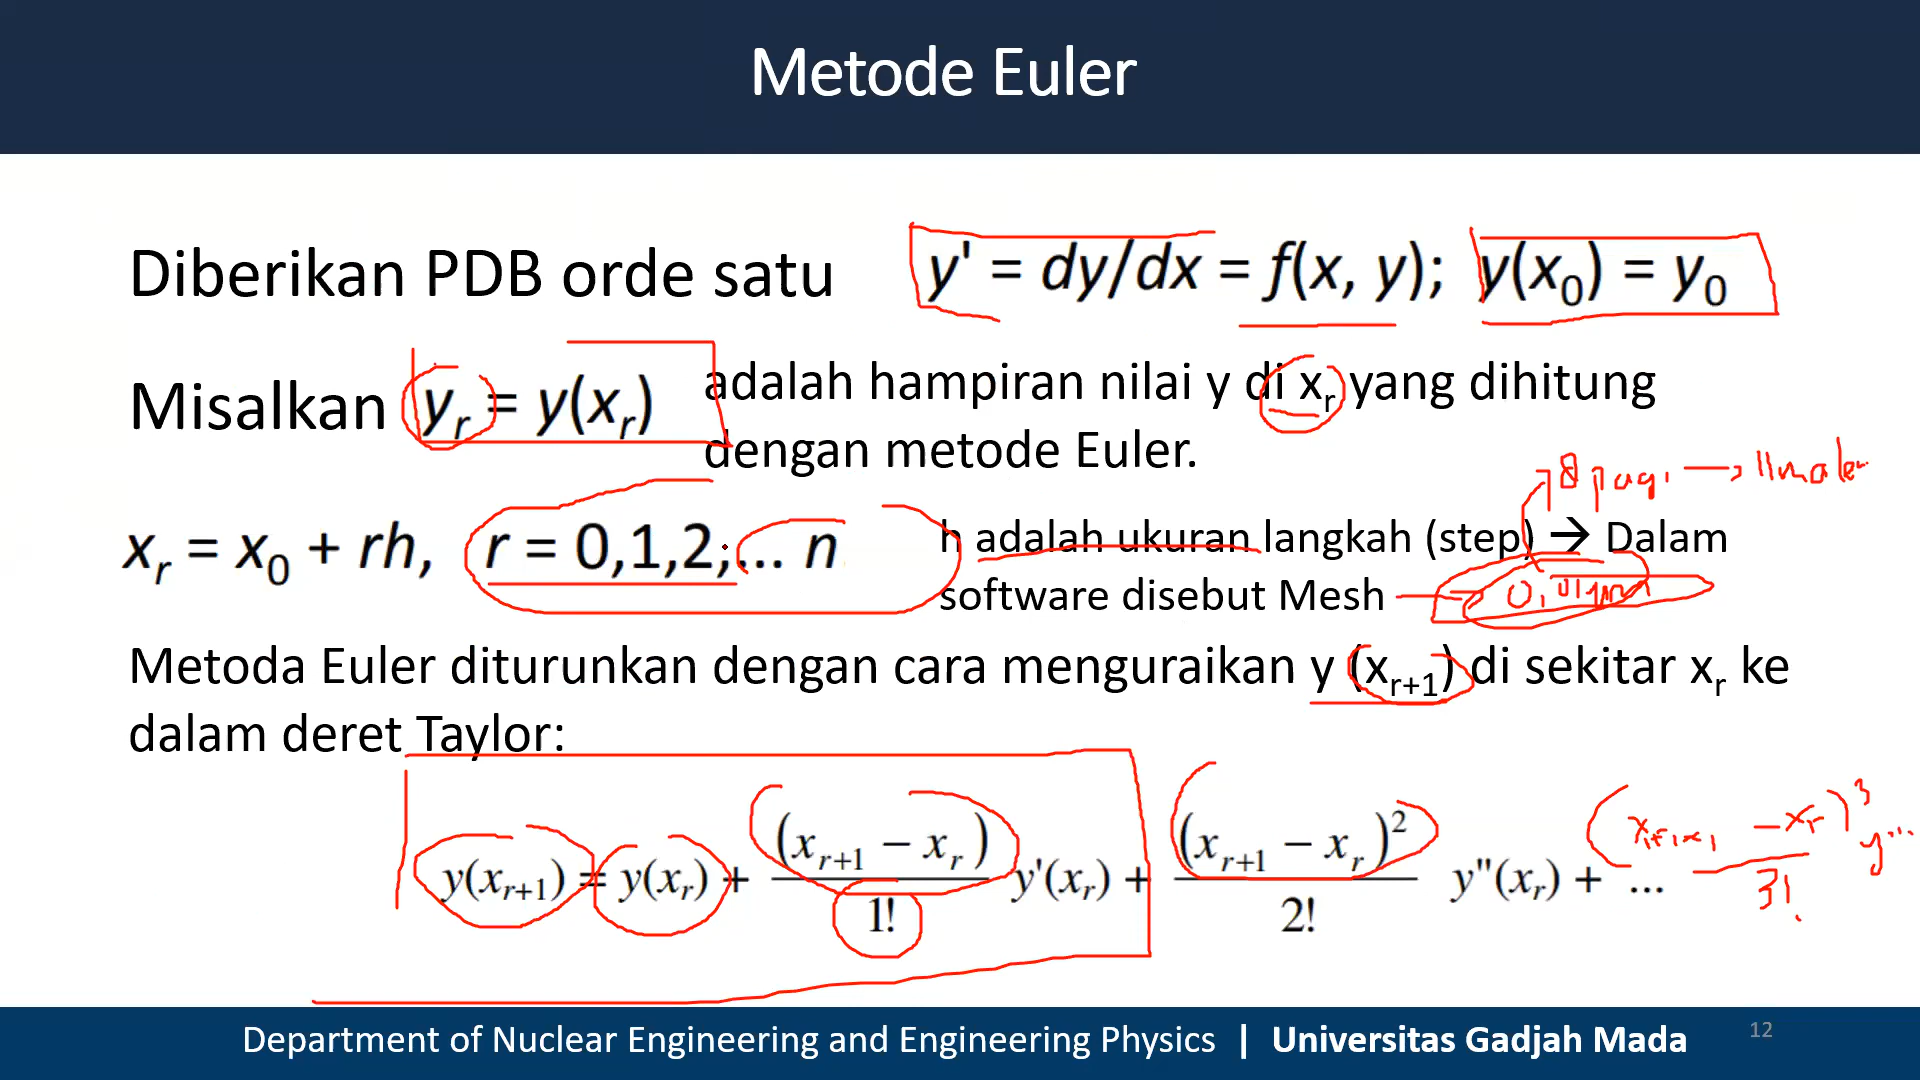 Metode Euler
Diberikan PDB orde satu y' = dy/dx = f(x, y); y(x₀) = y₀
Misalkan yᵣ = y(xᵣ) adalah hampiran nilai y di xᵣ yang dihitung
dengan metode Euler.
8 pagi → 11 malam
xᵣ = x₀ + rh, r = 0,1,2,... n
h adalah ukuran langkah (step) → Dalam
software disebut Mesh
Metoda Euler diturunkan dengan cara menguraikan y (xᵣ₊₁) di sekitar xᵣ ke
dalam deret Taylor:
y(xᵣ₊₁) = y(xᵣ) + (xᵣ₊₁ − xᵣ)/1! y'(xᵣ) + (xᵣ₊₁ − xᵣ)²/2! y"(xᵣ) + ...
3!
Department of Nuclear Engineering and Engineering Physics | Universitas Gadjah Mada 12